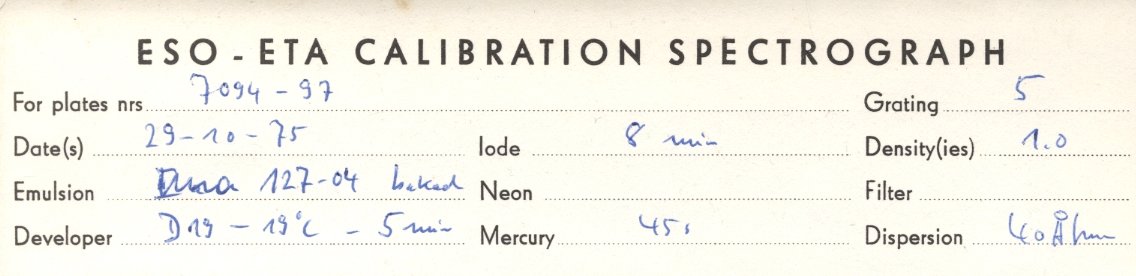 ESO - ETA CALIBRATION SPECTROGRAPH
For plates nrs 7094 - 97 Grating 5
Date(s) 29-10-75 Iode 8 min Density(ies) 1.0
Emulsion 127-04 baked Neon Filter
Developer D19 - 19°C - 5 min Mercury 45s Dispersion 40Å/mm